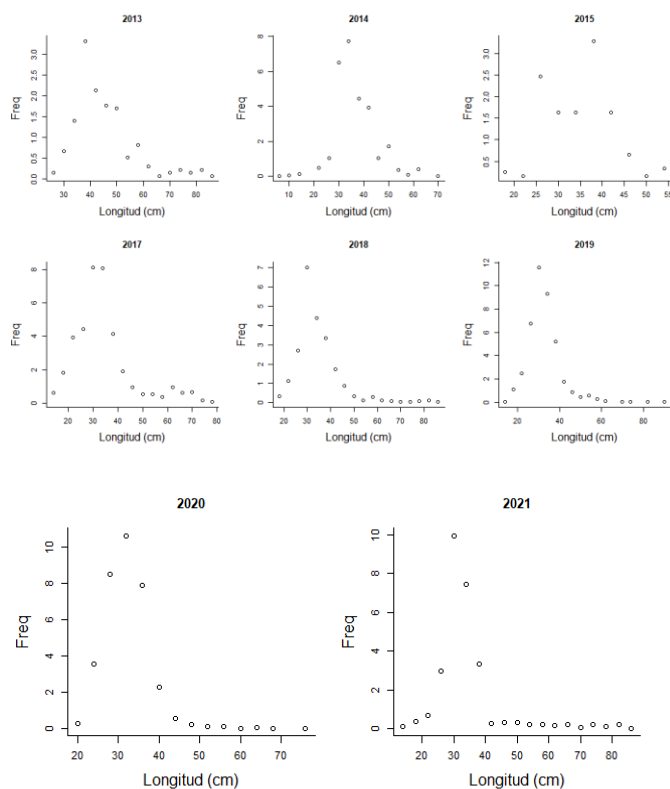 2013
2014
2015
Freq
0.0 0.5 1.0 1.5 2.0 2.5 3.0
30 40 50 60 70 80
Longitud (cm)
Freq
0 2 4 6 8
10 20 30 40 50 60 70
Longitud (cm)
Freq
0.5 1.0 1.5 2.0 2.5 3.0
20 25 30 35 40 45 50 55
Longitud (cm)
2017
2018
2019
Freq
0 2 4 6 8
20 30 40 50 60 70 80
Longitud (cm)
Freq
0 1 2 3 4 5 6 7
20 30 40 50 60 70 80
Longitud (cm)
Freq
0 2 4 6 8 10 12
20 40 60 80
Longitud (cm)
2020
2021
Freq
0 2 4 6 8 10
20 30 40 50 60 70
Longitud (cm)
Freq
0 2 4 6 8 10
20 30 40 50 60 70 80
Longitud (cm)